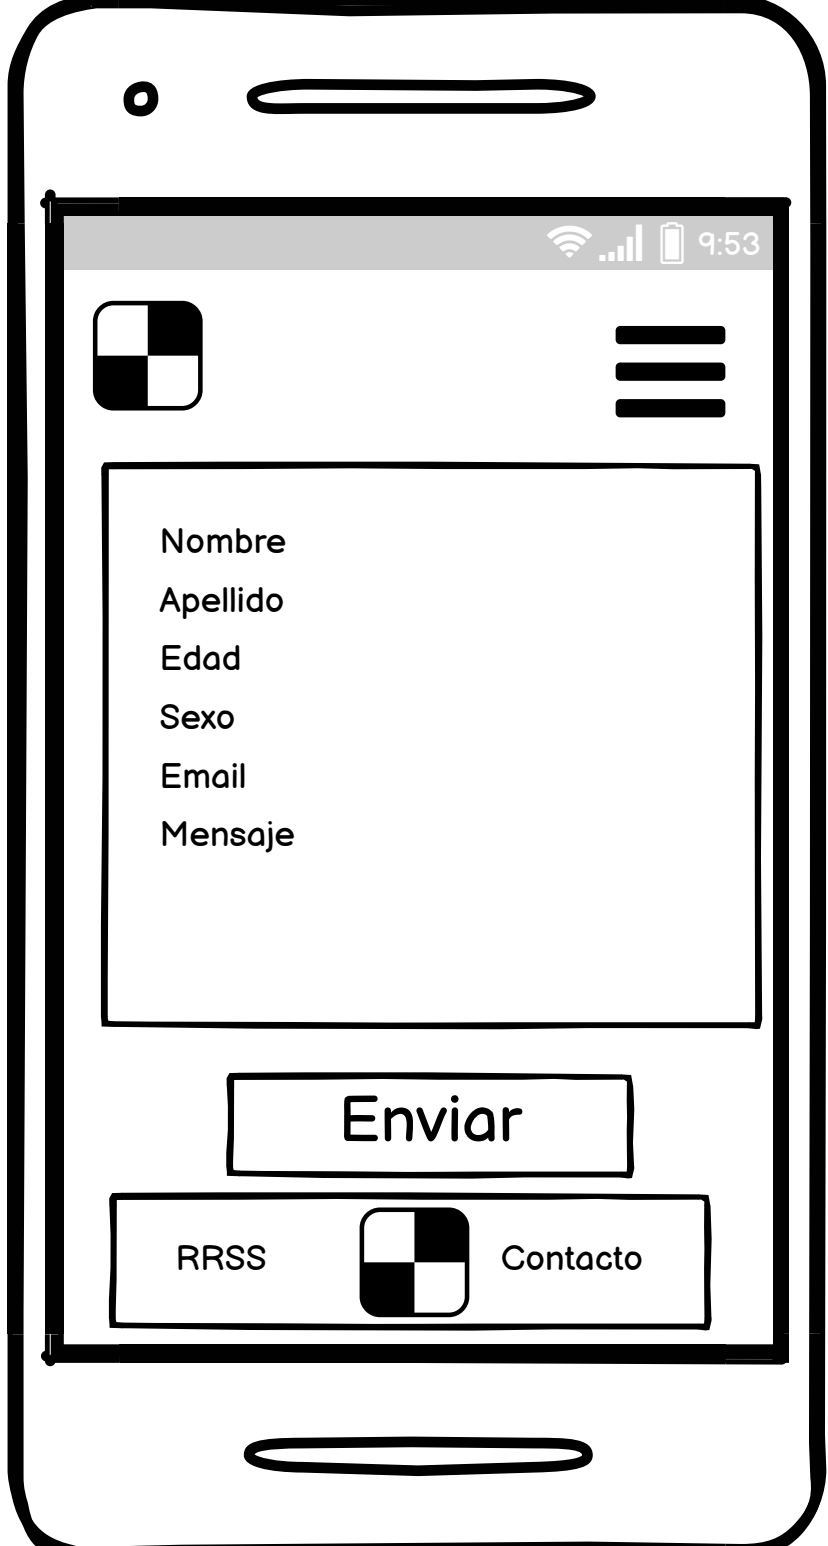 9:53
Nombre
Apellido
Edad
Sexo
Email
Mensaje
Enviar
RRSS Contacto